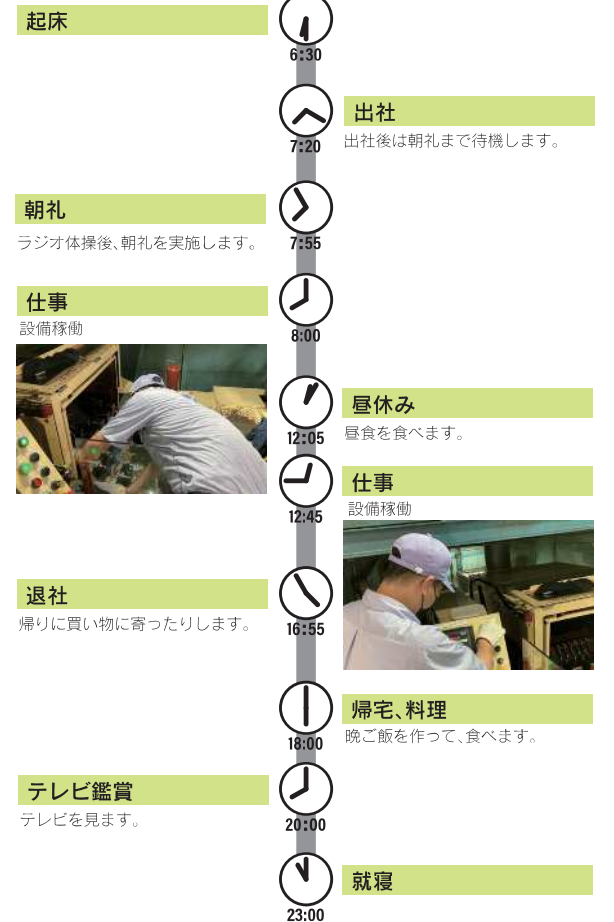 起床
6:30
出社
出社後は朝礼まで待機します。
7:20
朝礼
ラジオ体操後、朝礼を実施します。
7:55
仕事
設備稼働
8:00
昼休み
昼食を食べます。
12:05
仕事
設備稼働
12:45
退社
帰りに買い物に寄ったりします。
16:55
帰宅、料理
晩ご飯を作って、食べます。
18:00
テレビ鑑賞
テレビを見ます。
20:00
就寝
23:00